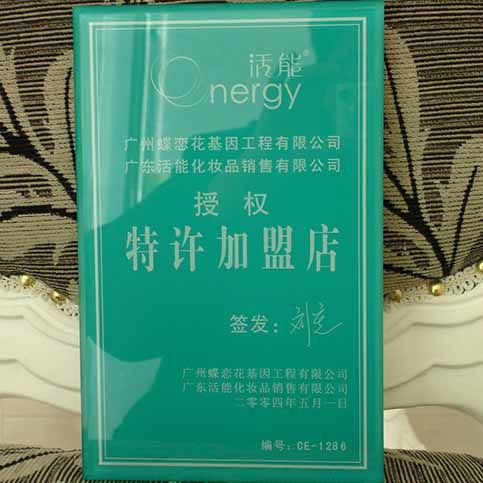 活能®
Onergy
广州蝶恋花基因工程有限公司
广东活能化妆品销售有限公司
授权
特许加盟店
签发：
广州蝶恋花基因工程有限公司
广东活能化妆品销售有限公司
二零零四年五月一日
编号：CE-1286